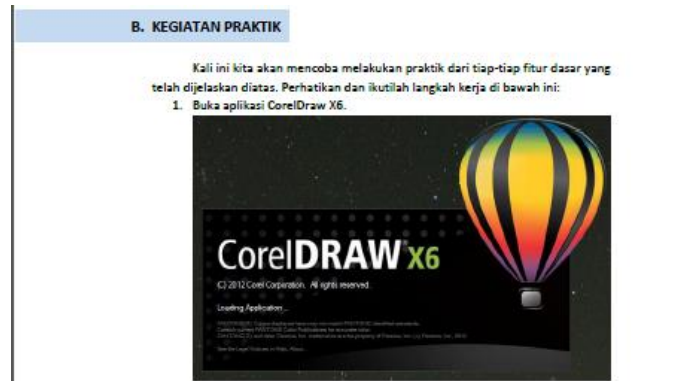 B. KEGIATAN PRAKTIK
Kali ini kita akan mencoba melakukan praktik dari tiap-tiap fitur dasar yang
telah dijelaskan diatas. Perhatikan dan ikutilah langkah kerja di bawah ini:
1. Buka aplikasi CorelDraw X6.
CorelDRAW X6
(C) 2012 Corel Corporation. All rights reserved.
Loading Application...